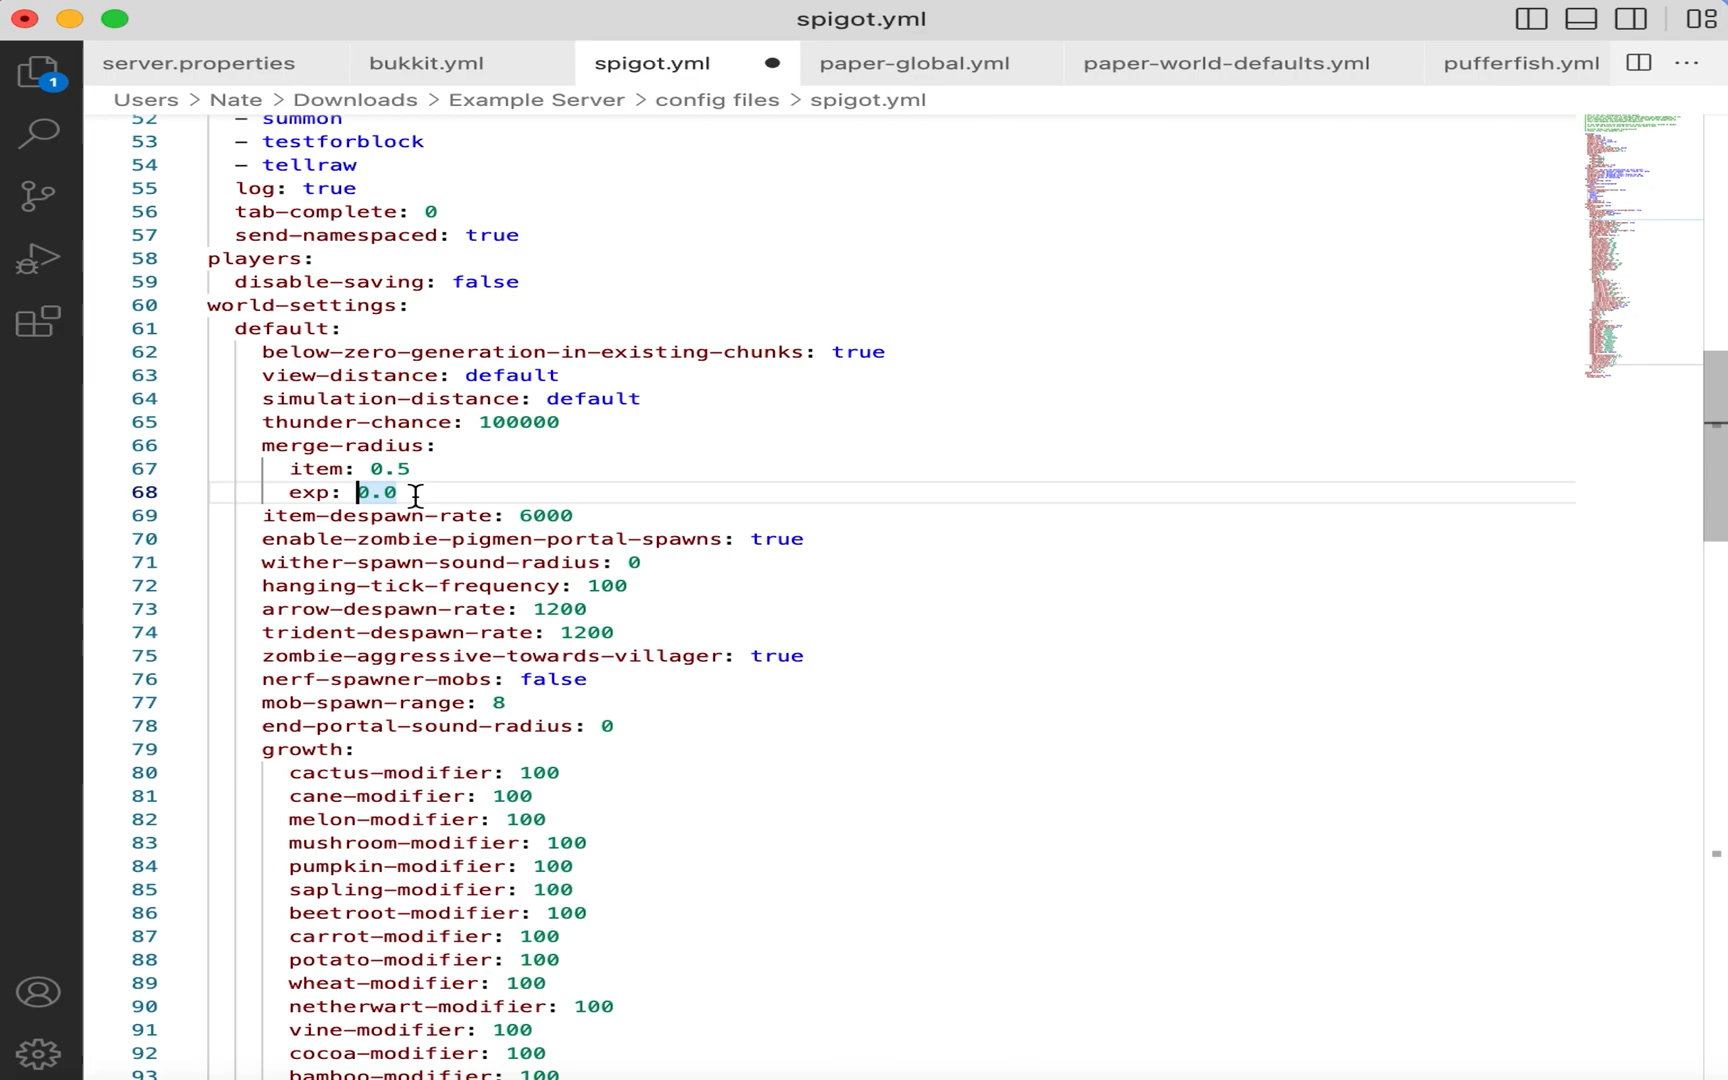 spigot.yml
server.properties bukkit.yml spigot.yml paper-global.yml paper-world-defaults.yml pufferfish.yml ...
1
Users > Nate > Downloads > Example Server > config files > spigot.yml
52 - summon
53 - testforblock
54 - tellraw
55 log: true
56 tab-complete: 0
57 send-namespaced: true
58 players:
59 disable-saving: false
60 world-settings:
61 default:
62 below-zero-generation-in-existing-chunks: true
63 view-distance: default
64 simulation-distance: default
65 thunder-chance: 100000
66 merge-radius:
67 item: 0.5
68 exp: 0.0
69 item-despawn-rate: 6000
70 enable-zombie-pigmen-portal-spawns: true
71 wither-spawn-sound-radius: 0
72 hanging-tick-frequency: 100
73 arrow-despawn-rate: 1200
74 trident-despawn-rate: 1200
75 zombie-aggressive-towards-villager: true
76 nerf-spawner-mobs: false
77 mob-spawn-range: 8
78 end-portal-sound-radius: 0
79 growth:
80 cactus-modifier: 100
81 cane-modifier: 100
82 melon-modifier: 100
83 mushroom-modifier: 100
84 pumpkin-modifier: 100
85 sapling-modifier: 100
86 beetroot-modifier: 100
87 carrot-modifier: 100
88 potato-modifier: 100
89 wheat-modifier: 100
90 netherwart-modifier: 100
91 vine-modifier: 100
92 cocoa-modifier: 100
93 bamboo-modifier: 100